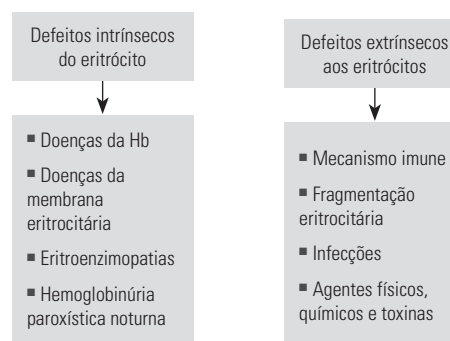 Defeitos intrínsecos
do eritrócito
■ Doenças da Hb
■ Doenças da
membrana
eritrocitária
■ Eritroenzimopatias
■ Hemoglobinúria
paroxística noturna
Defeitos extrínsecos
aos eritrócitos
■ Mecanismo imune
■ Fragmentação
eritrocitária
■ Infecções
■ Agentes físicos,
químicos e toxinas